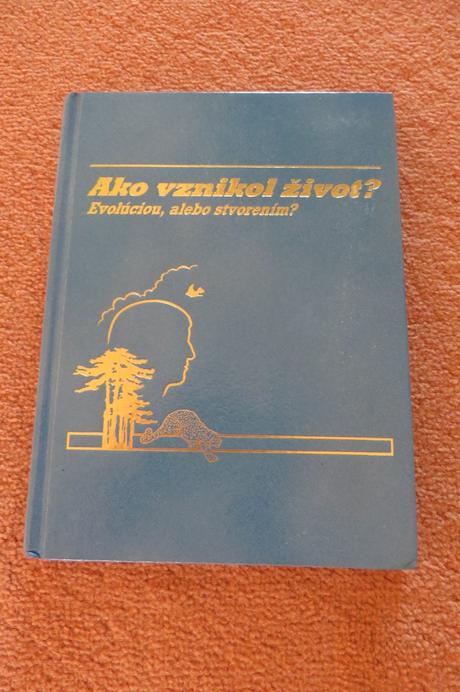 Ako vznikol život?
Evolúciou, alebo stvorením?